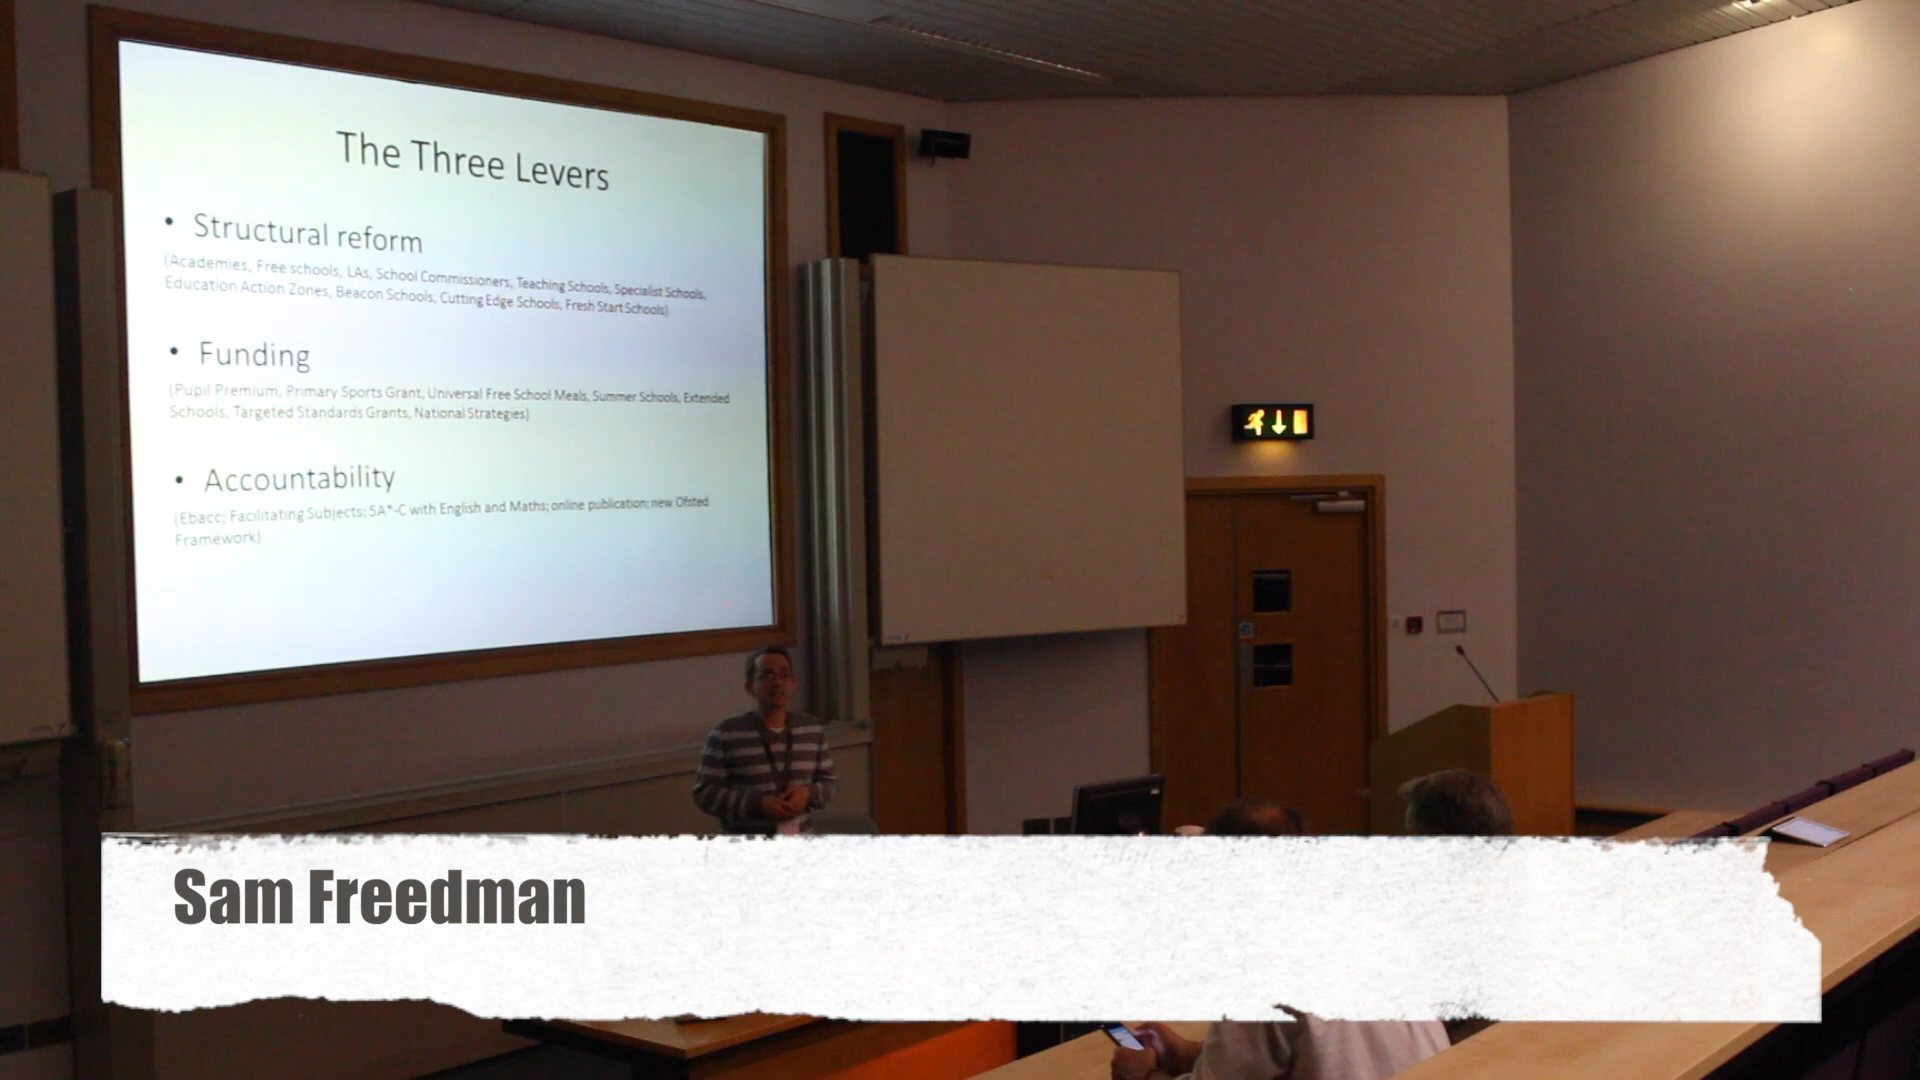 The Three Levers
• Structural reform
(Academies, Free schools, LAs, School Commissioners, Teaching Schools, Specialist Schools,
Education Action Zones, Beacon Schools, Cutting Edge Schools, Fresh Start Schools)
• Funding
(Pupil Premium, Primary Sports Grant, Universal Free School Meals, Summer Schools, Extended
Schools, Targeted Standards Grants, National Strategies)
• Accountability
(Ebacc; Facilitating Subjects; 5A*-C with English and Maths; online publication; new Ofsted
Framework)
Sam Freedman